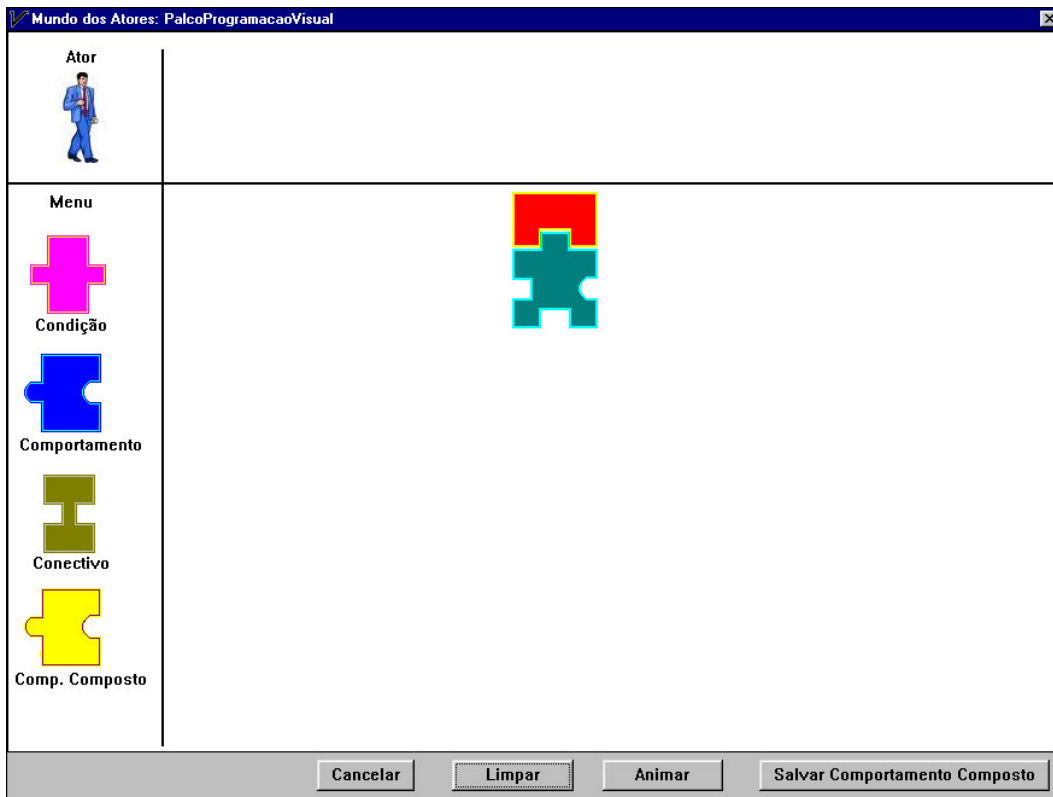 Mundo dos Atores: PalcoProgramacaoVisual
Ator
Menu
Condição
Comportamento
Conectivo
Comp. Composto
Cancelar
Limpar
Animar
Salvar Comportamento Composto